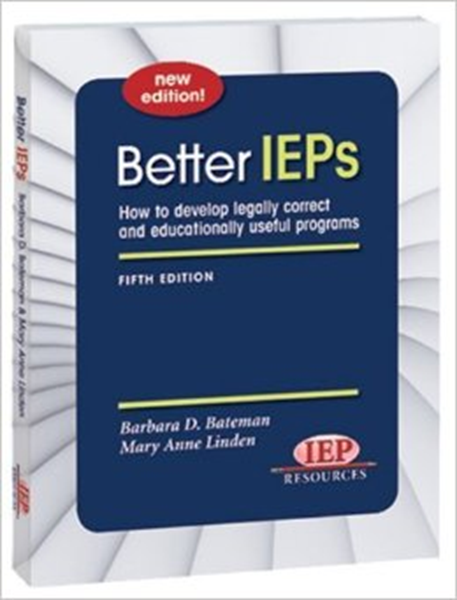 new
edition!
Better IEPs
How to develop legally correct
and educationally useful programs
FIFTH EDITION
Barbara D. Bateman
Mary Anne Linden
IEP
RESOURCES
Better IEPs
Barbara D. Bateman & Mary Anne Linden
IEP